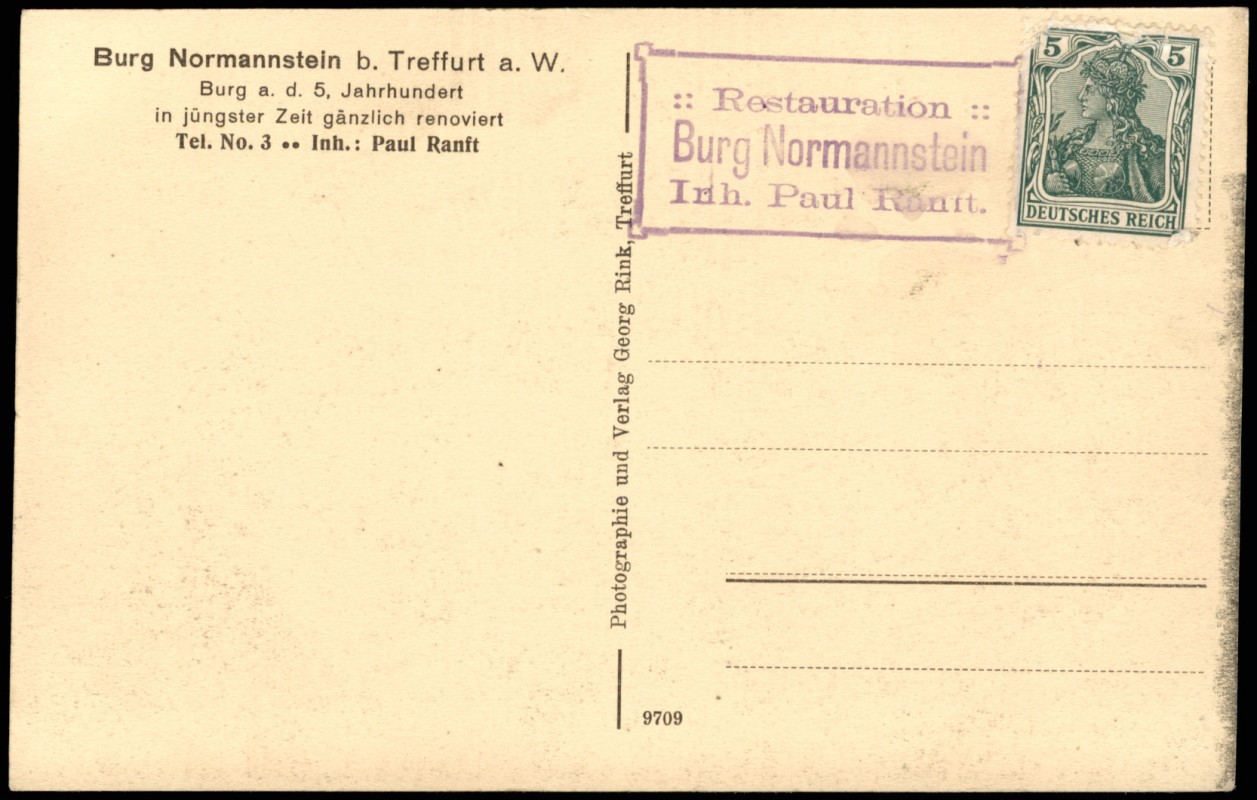 Burg Normannstein b. Treffurt a. W.
Burg a. d. 5, Jahrhundert
in jüngster Zeit gänzlich renoviert
Tel. No. 3 •• Inh.: Paul Ranft
Photographie und Verlag Georg Rink, Treffurt
:: Restauration ::
Burg Normannstein
Inh. Paul Ranft.
5 5
DEUTSCHES REICH
9709